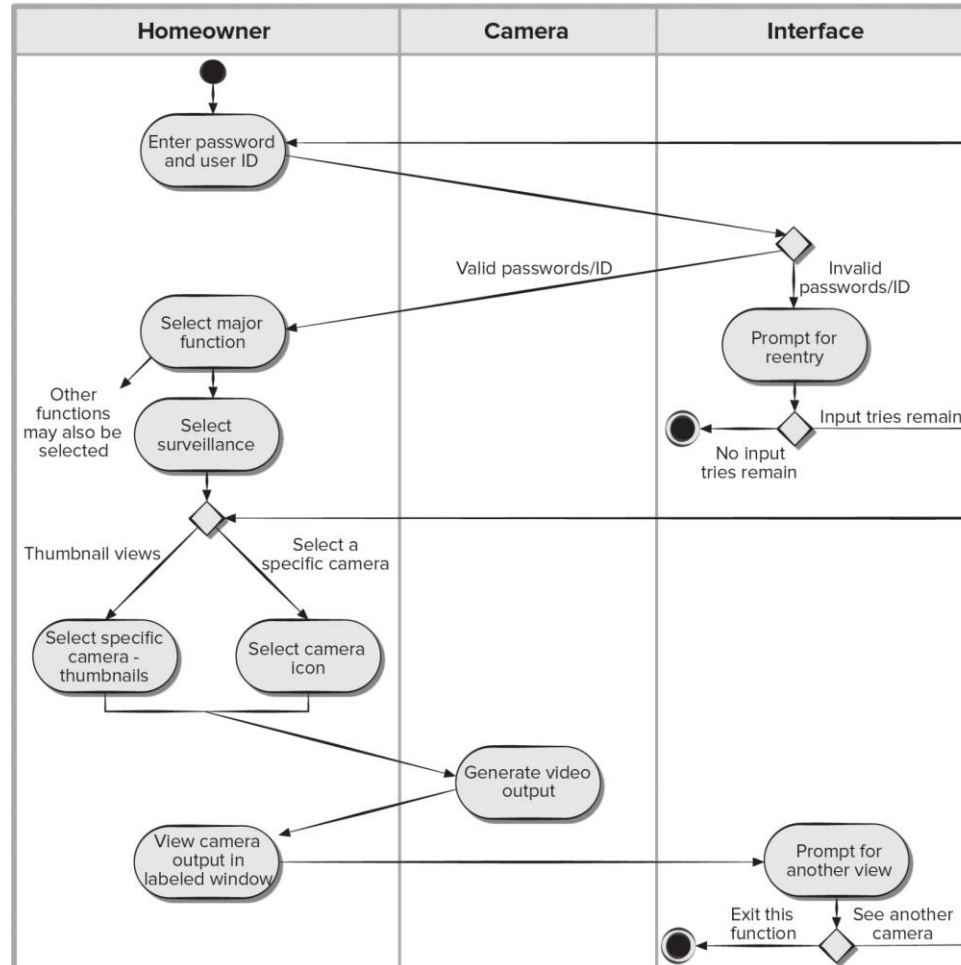 Homeowner
Camera
Interface
Enter password
and user ID
Valid passwords/ID
Invalid
passwords/ID
Select major
function
Prompt for
reentry
Other
functions
may also be
selected
Select
surveillance
Input tries remain
No input
tries remain
Thumbnail views
Select a
specific camera
Select specific
camera -
thumbnails
Select camera
icon
Generate video
output
View camera
output in
labeled window
Prompt for
another view
Exit this
function
See another
camera